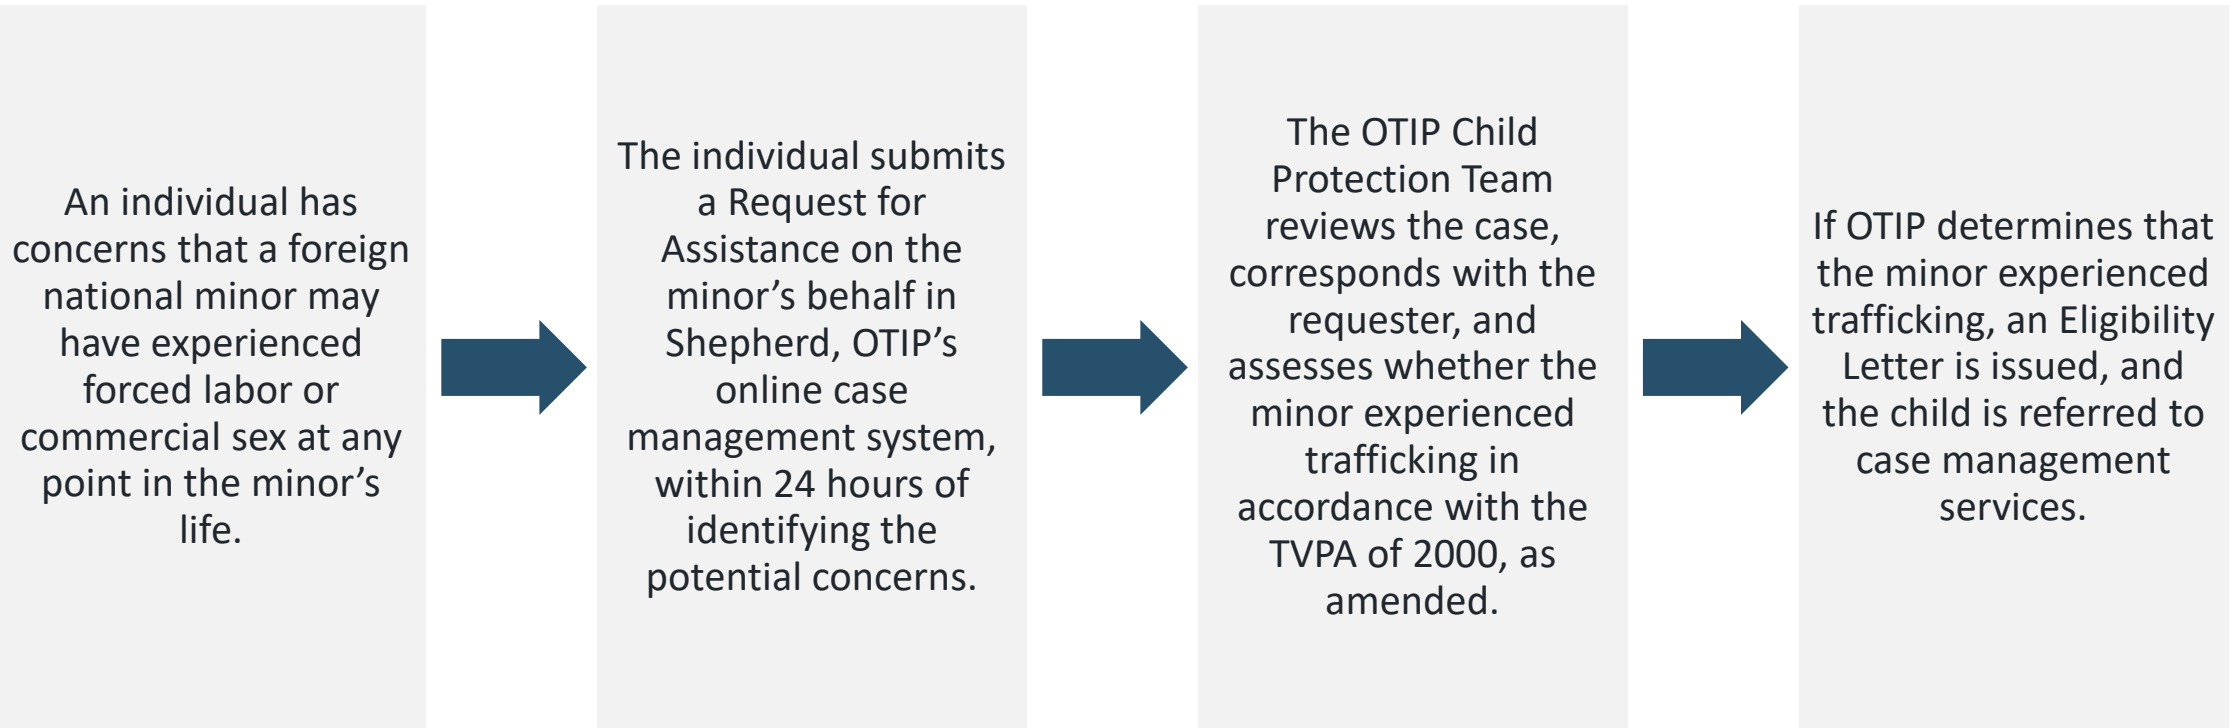 An individual has
concerns that a foreign
national minor may
have experienced
forced labor or
commercial sex at any
point in the minor’s
life.
The individual submits
a Request for
Assistance on the
minor’s behalf in
Shepherd, OTIP’s
online case
management system,
within 24 hours of
identifying the
potential concerns.
The OTIP Child
Protection Team
reviews the case,
corresponds with the
requester, and
assesses whether the
minor experienced
trafficking in
accordance with the
TVPA of 2000, as
amended.
If OTIP determines that
the minor experienced
trafficking, an Eligibility
Letter is issued, and
the child is referred to
case management
services.